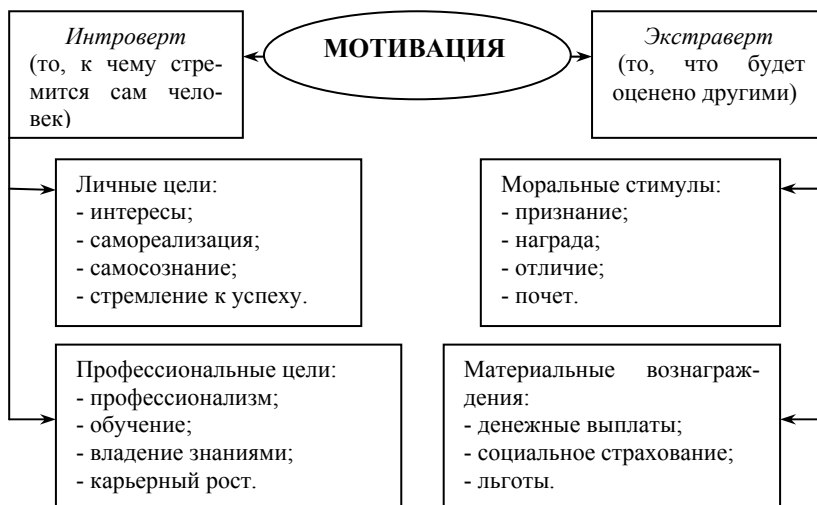 МОТИВАЦИЯ
Интроверт
(то, к чему стре-
мится сам чело-
век)
Экстраверт
(то, что будет
оценено другими)
Личные цели:
- интересы;
- самореализация;
- самосознание;
- стремление к успеху.
Моральные стимулы:
- признание;
- награда;
- отличие;
- почет.
Профессиональные цели:
- профессионализм;
- обучение;
- владение знаниями;
- карьерный рост.
Материальные вознаграж-
дения:
- денежные выплаты;
- социальное страхование;
- льготы.